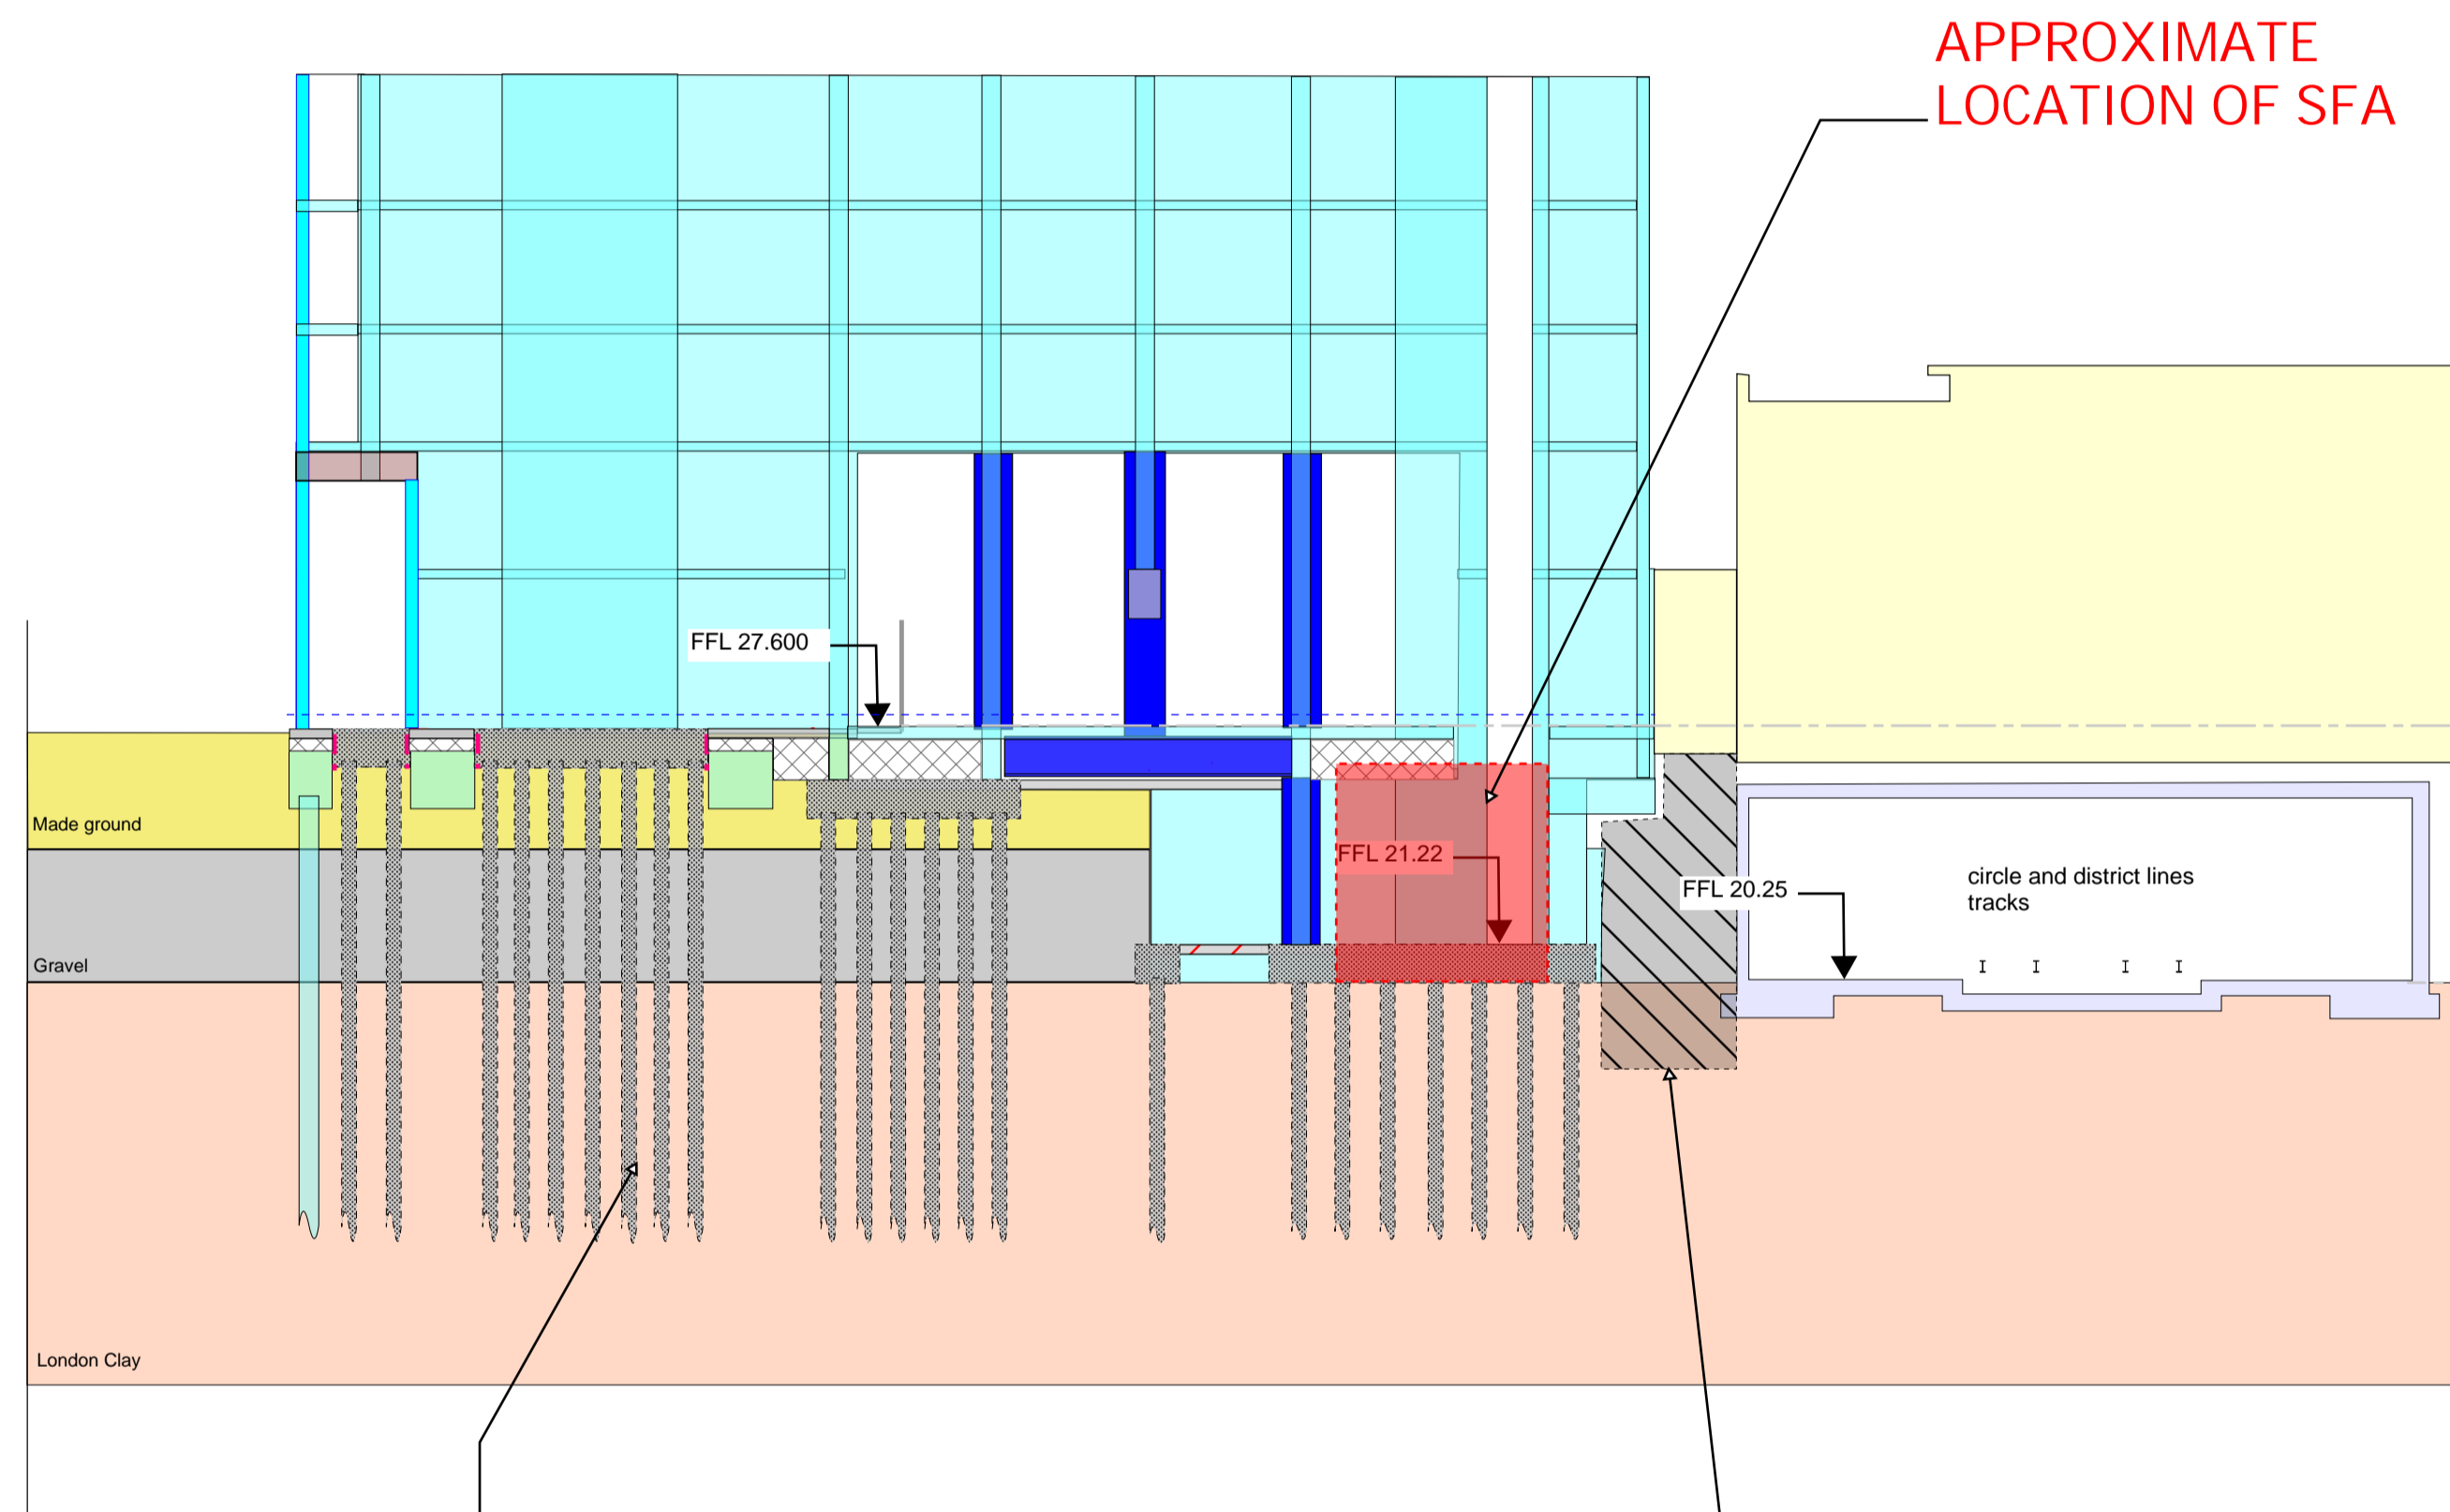 APPROXIMATE
LOCATION OF SFA
FFL 27.600
Made ground
FFL 21.22
FFL 20.25
circle and district lines
tracks
Gravel
London Clay